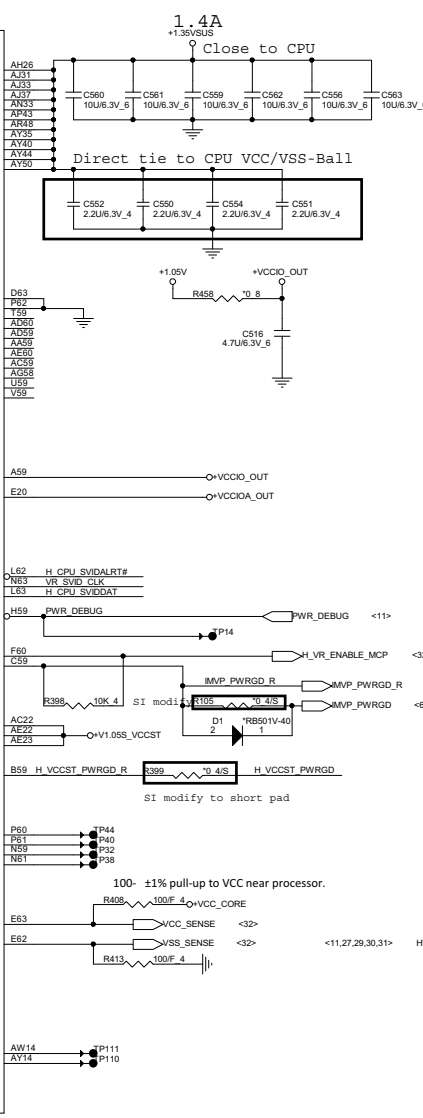 1.4A
+1.35VSUS
Close to CPU
AH26
AJ31
AJ33
AJ37
AN33
AP43
AR48
AY35
AY40
AY44
AY50
C560
10U/6.3V_6
C561
10U/6.3V_6
C559
10U/6.3V_6
C562
10U/6.3V_6
C556
10U/6.3V_6
C563
10U/6.3V_
Direct tie to CPU VCC/VSS-Ball
C552
2.2U/6.3V_4
C550
2.2U/6.3V_4
C554
2.2U/6.3V_4
C551
2.2U/6.3V_4
+1.05V
+VCCIO_OUT
R458
*0_8
C516
4.7U/6.3V_6
D63
P62
T59
AD60
AD59
AA59
AE60
AC59
AG58
U59
V59
A59
+VCCIO_OUT
E20
+VCCIOA_OUT
L62 H_CPU_SVIDALRT#
N63 VR_SVID_CLK
L63 H_CPU_SVIDDAT
H59 PWR_DEBUG
PWR_DEBUG <11>
TP14
F60
H_VR_ENABLE_MCP
C59
IMVP_PWRGD_R
IMVP_PWRGD_R
R398
10K_4
SI modify
R105
*0_4/S
IMVP_PWRGD
D1
*RB501V-40
2
1
AC22
AE22
AE23
+V1.05S_VCCST
B59 H_VCCST_PWRGD_R
R399
*0_4/S
H_VCCST_PWRGD
SI modify to short pad
P60
TP44
P61
TP40
N59
TP32
N61
TP38
100- ±1% pull-up to VCC near processor.
R408
100/F_4
+VCC_CORE
E63
VCC_SENSE <32>
E62
VSS_SENSE <32>
<11,27,29,30,31>
H
R413
100/F_4
AW14
TP111
AY14
TP110